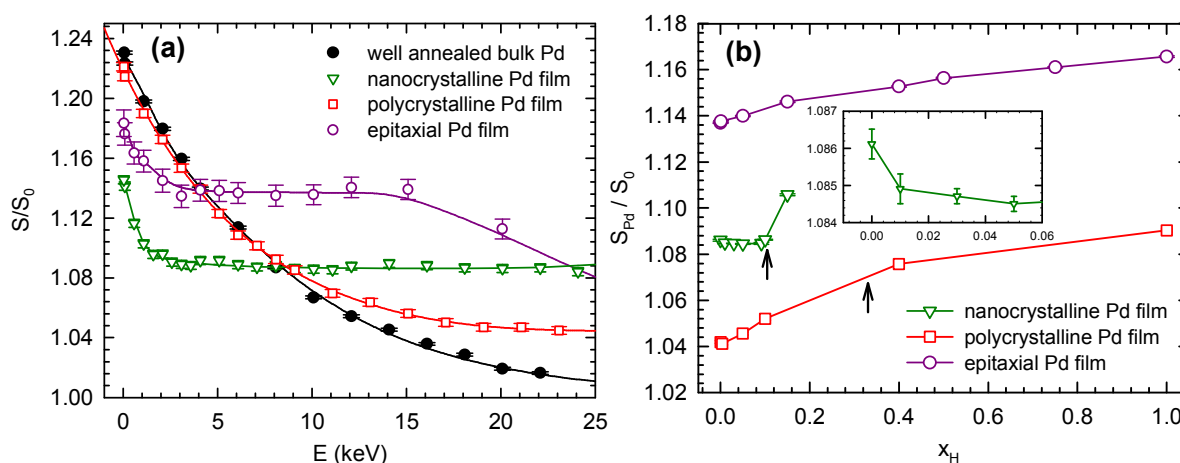 (a)
well annealed bulk Pd
nanocrystalline Pd film
polycrystalline Pd film
epitaxial Pd film
S/S0
1.24
1.20
1.16
1.12
1.08
1.04
1.00
0 5 10 15 20 25
E (keV)
(b)
SPd / S0
1.16
1.14
1.12
1.10
1.08
1.06
1.04
1.02
1.087
1.086
1.085
1.084
0.00 0.02 0.04 0.06
nanocrystalline Pd film
polycrystalline Pd film
epitaxial Pd film
0.0 0.2 0.4 0.6 0.8 1.0
xH